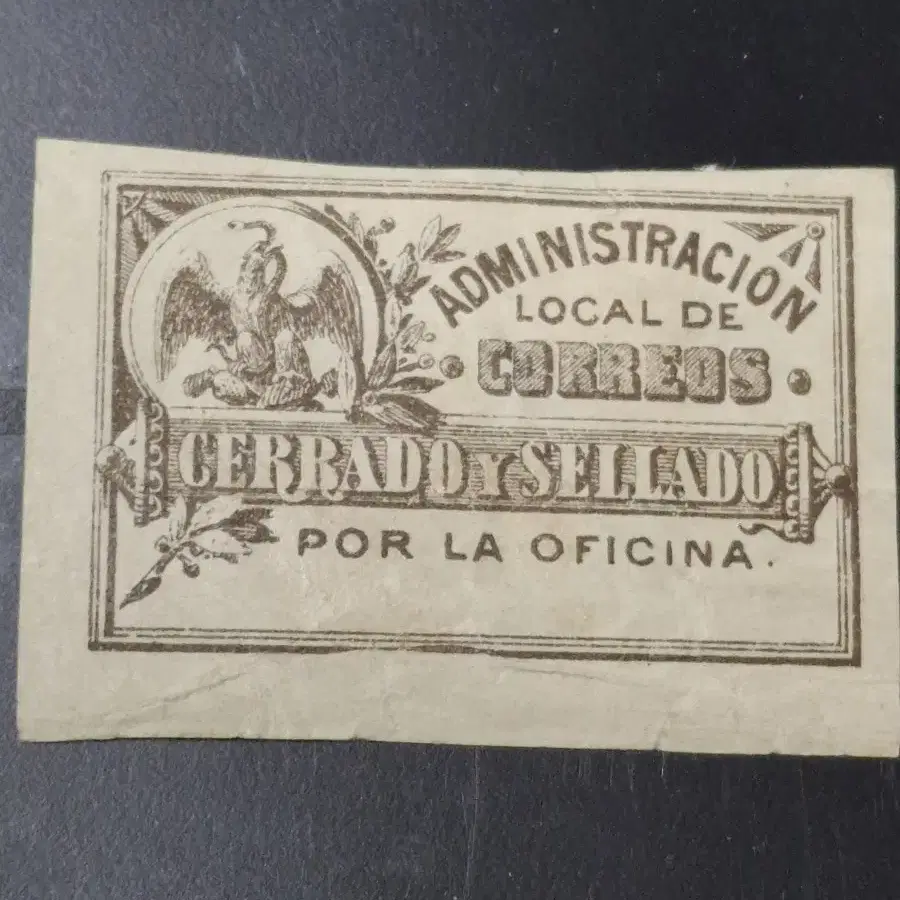 ADMINISTRACION
LOCAL DE
CORREOS
CERRADO Y SELLADO
POR LA OFICINA.